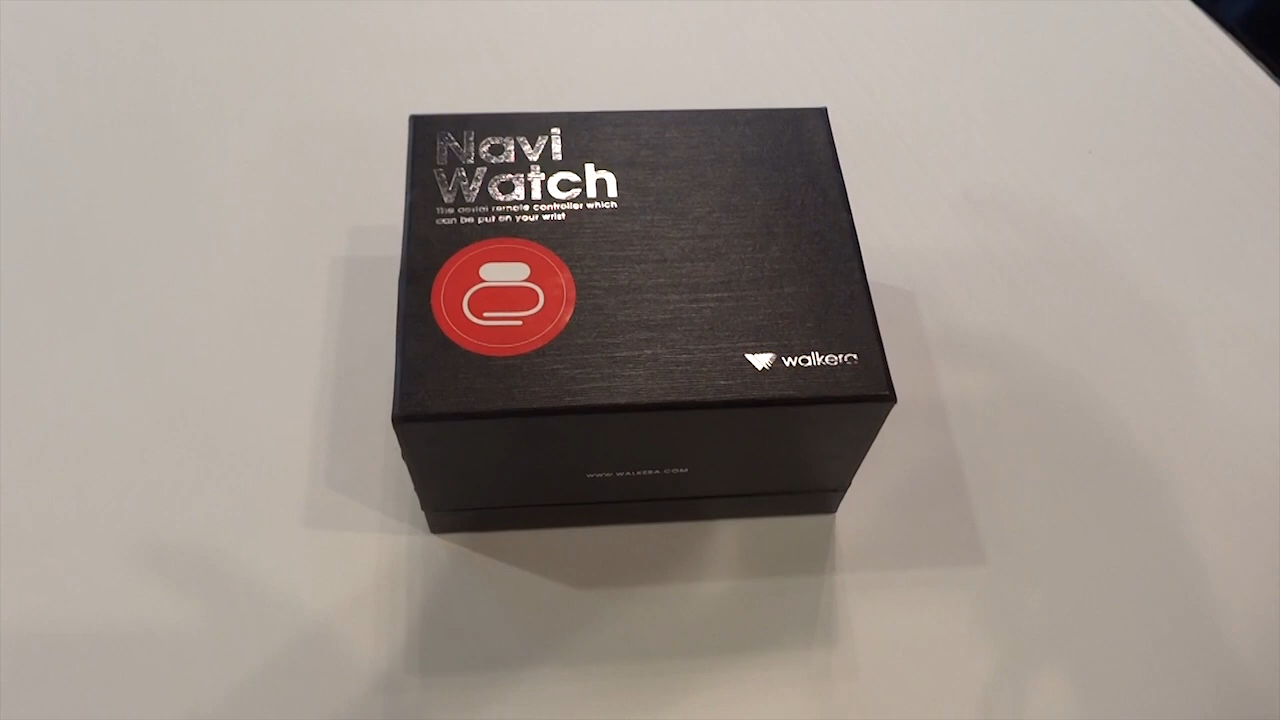 Navi
Watch
The aerial remote controller which
can be put on your wrist
walkera
WWW.WALKERA.COM